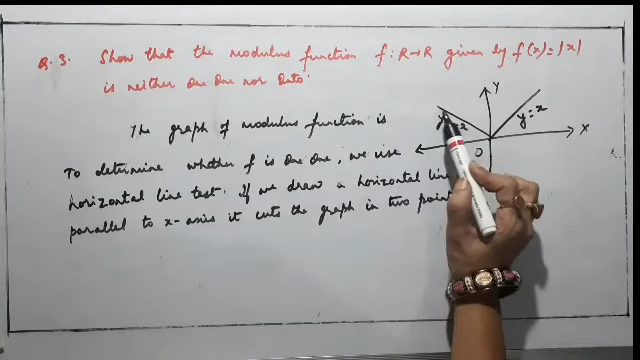 Q.3. Show that the modulus function f: R→R given by f(x)=|x|
is neither One One nor Onto.
The graph of modulus function is
To determine whether f is One One, we use
horizontal line test. If we draw a horizontal line
parallel to x-axis it cuts the graph in two point
Y
y=x
X
O